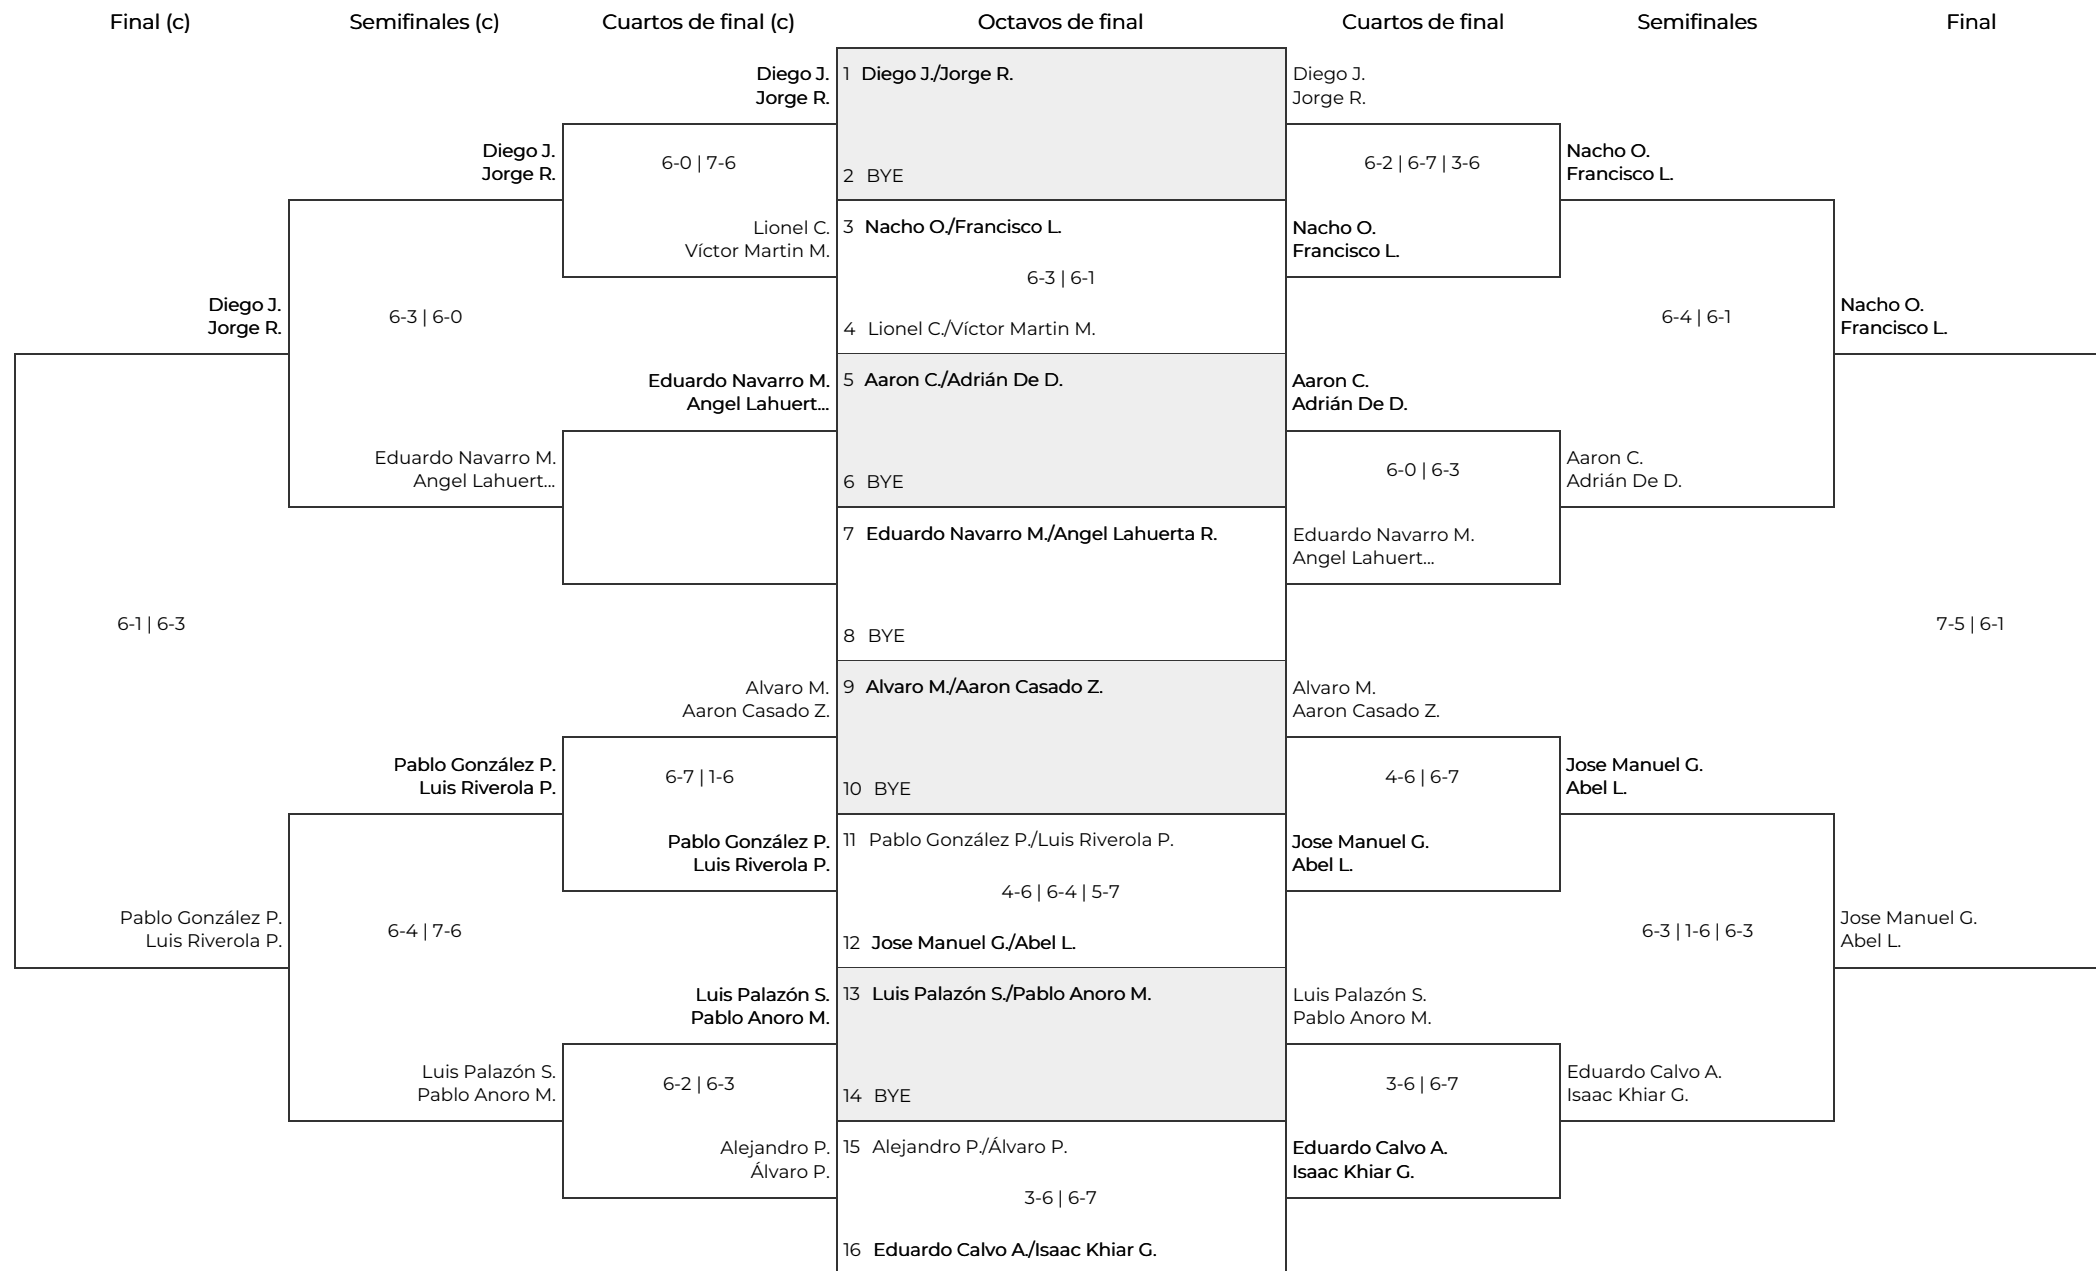 Final (c)
Semifinales (c)
Cuartos de final (c)
Octavos de final
Cuartos de final
Semifinales
Final
Diego J.
Jorge R.
6-1 | 6-3
Pablo González P.
Luis Riverola P.
Diego J.
Jorge R.
6-3 | 6-0
Eduardo Navarro M.
Angel Lahuert...
Pablo González P.
Luis Riverola P.
6-4 | 7-6
Luis Palazón S.
Pablo Anoro M.
Diego J.
Jorge R.
6-0 | 7-6
Lionel C.
Víctor Martin M.
Eduardo Navarro M.
Angel Lahuert...
Alvaro M.
Aaron Casado Z.
6-7 | 1-6
Pablo González P.
Luis Riverola P.
Luis Palazón S.
Pablo Anoro M.
6-2 | 6-3
Alejandro P.
Álvaro P.
1 Diego J./Jorge R.
2 BYE
3 Nacho O./Francisco L.
6-3 | 6-1
4 Lionel C./Víctor Martin M.
5 Aaron C./Adrián De D.
6 BYE
7 Eduardo Navarro M./Angel Lahuerta R.
8 BYE
9 Alvaro M./Aaron Casado Z.
10 BYE
11 Pablo González P./Luis Riverola P.
4-6 | 6-4 | 5-7
12 Jose Manuel G./Abel L.
13 Luis Palazón S./Pablo Anoro M.
14 BYE
15 Alejandro P./Álvaro P.
3-6 | 6-7
16 Eduardo Calvo A./Isaac Khiar G.
Diego J.
Jorge R.
6-2 | 6-7 | 3-6
Nacho O.
Francisco L.
Aaron C.
Adrián De D.
6-0 | 6-3
Eduardo Navarro M.
Angel Lahuert...
Alvaro M.
Aaron Casado Z.
4-6 | 6-7
Jose Manuel G.
Abel L.
Luis Palazón S.
Pablo Anoro M.
3-6 | 6-7
Eduardo Calvo A.
Isaac Khiar G.
Nacho O.
Francisco L.
6-4 | 6-1
Aaron C.
Adrián De D.
Jose Manuel G.
Abel L.
6-3 | 1-6 | 6-3
Eduardo Calvo A.
Isaac Khiar G.
Nacho O.
Francisco L.
7-5 | 6-1
Jose Manuel G.
Abel L.